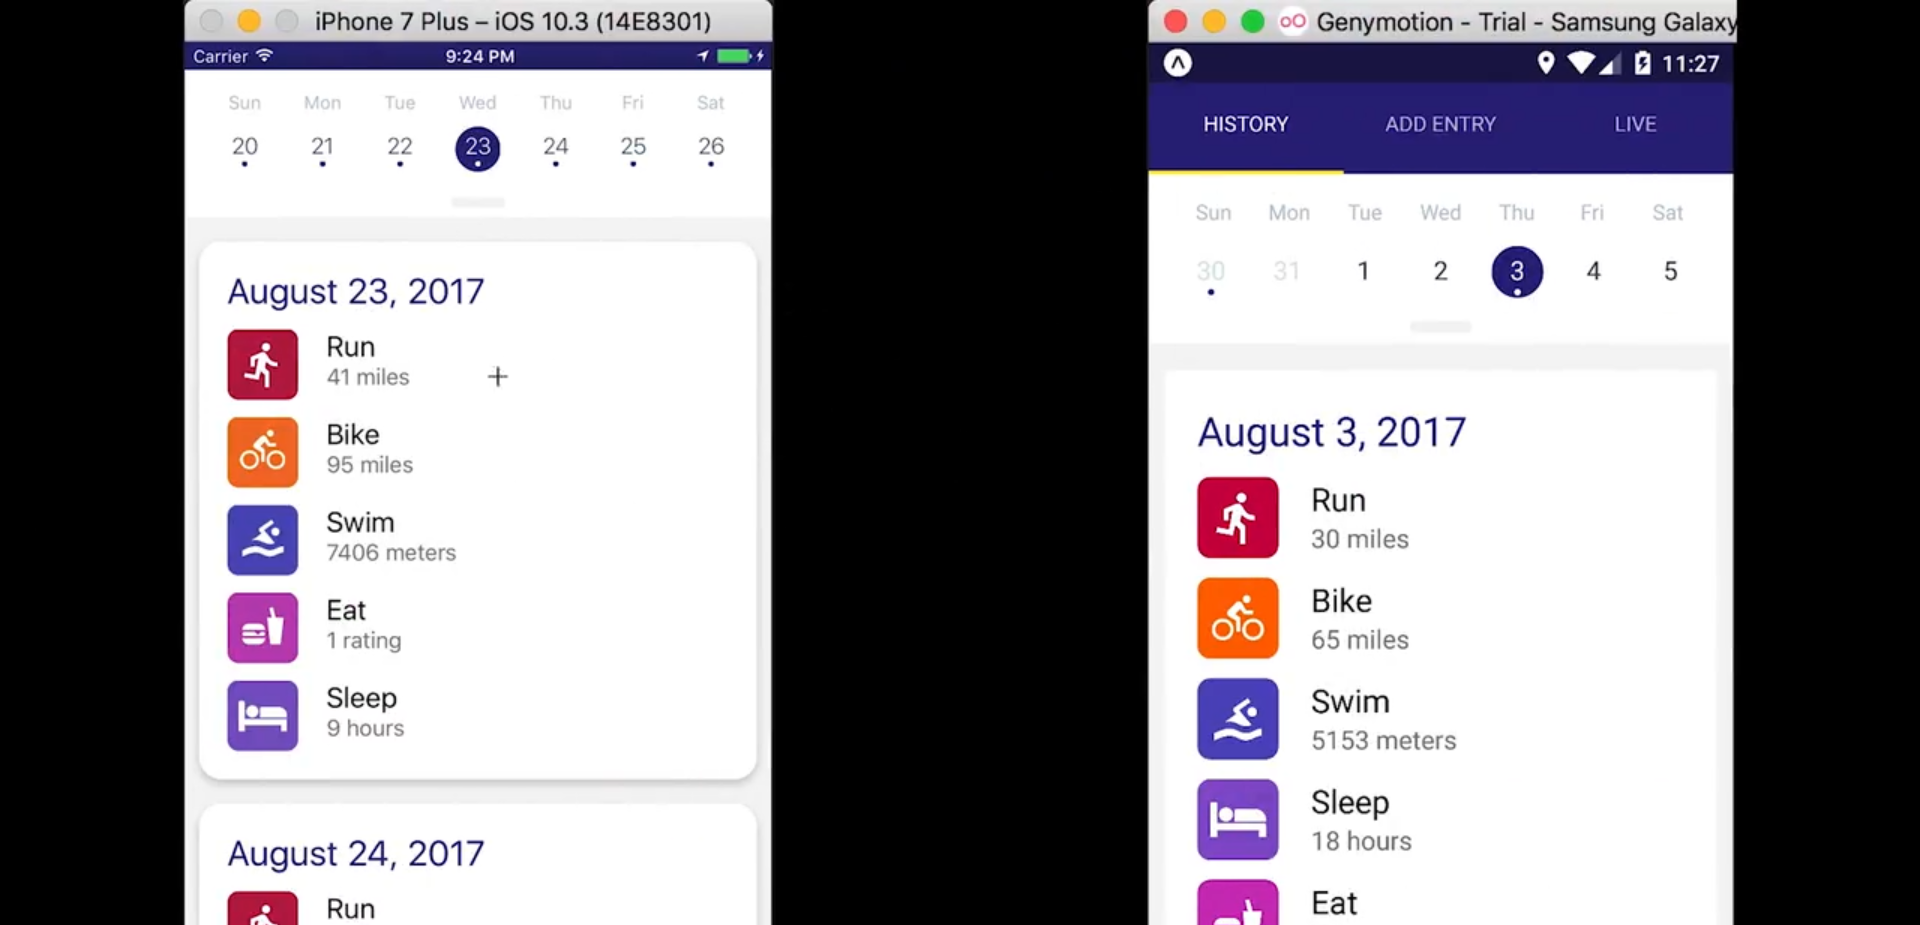 iPhone 7 Plus – iOS 10.3 (14E8301)
Carrier 9:24 PM
Sun Mon Tue Wed Thu Fri Sat
20 21 22 23 24 25 26
August 23, 2017
Run
41 miles
Bike
95 miles
Swim
7406 meters
Eat
1 rating
Sleep
9 hours
August 24, 2017
Run
Genymotion - Trial - Samsung Galaxy
11:27
HISTORY ADD ENTRY LIVE
Sun Mon Tue Wed Thu Fri Sat
30 31 1 2 3 4 5
August 3, 2017
Run
30 miles
Bike
65 miles
Swim
5153 meters
Sleep
18 hours
Eat